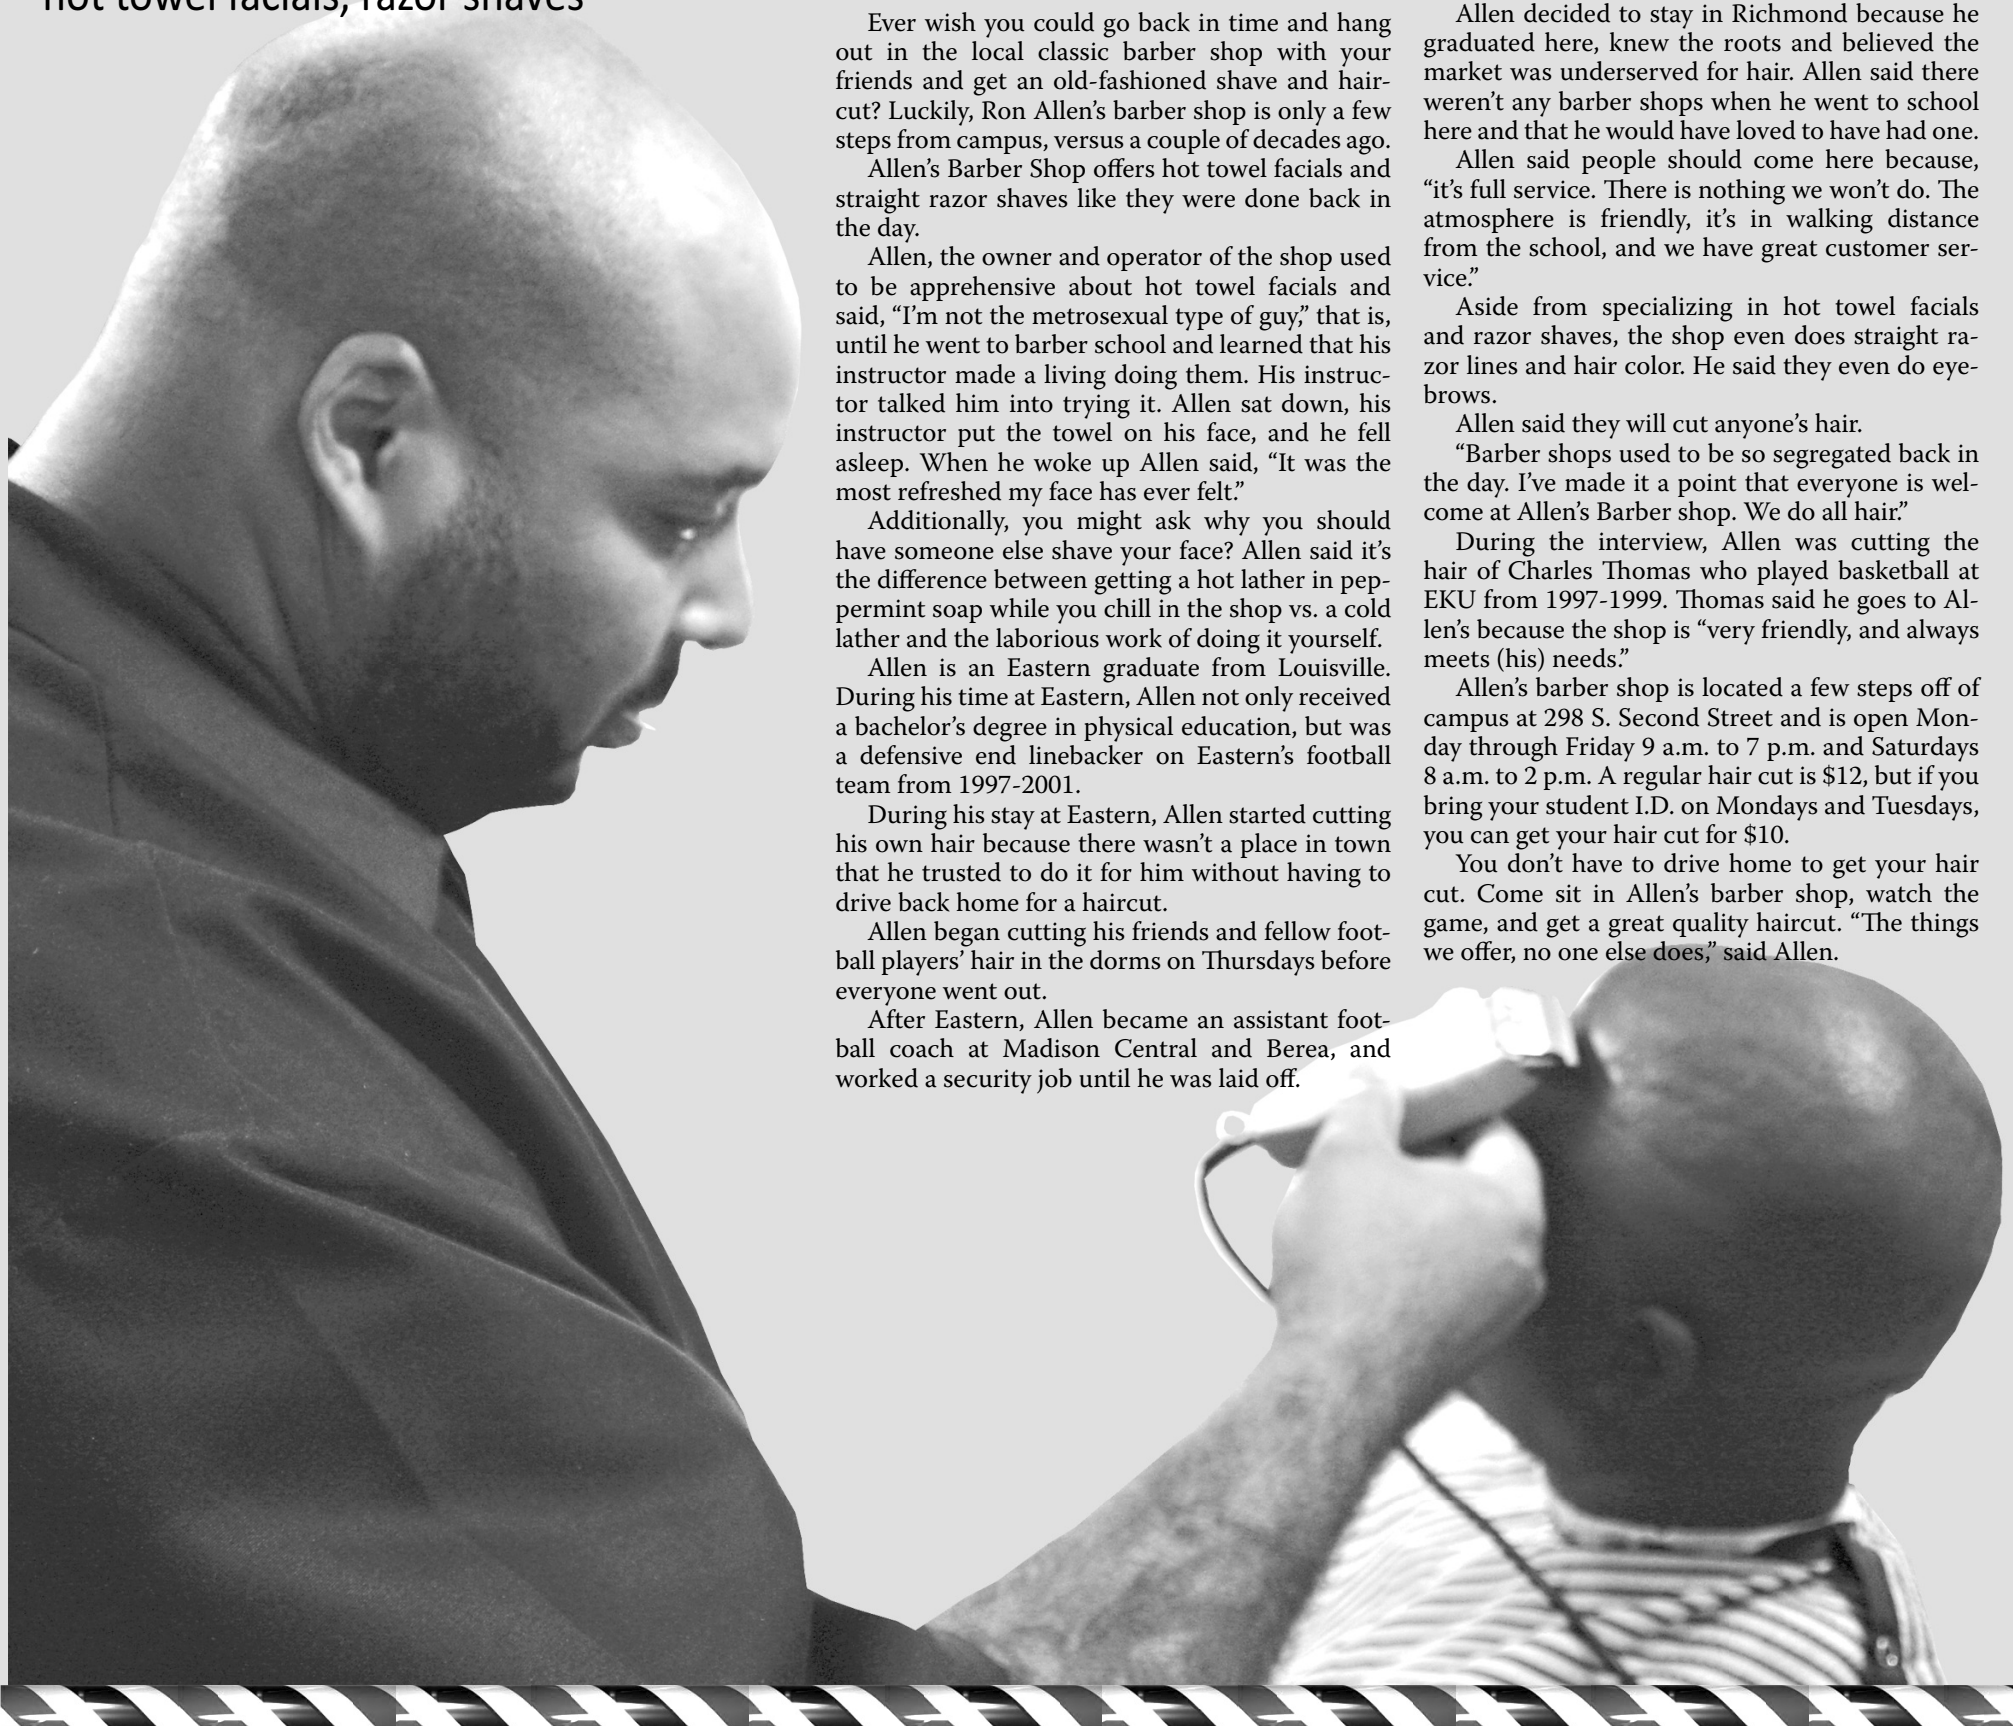 hot towel facials, razor shaves
Ever wish you could go back in time and hang
out in the local classic barber shop with your
friends and get an old-fashioned shave and hair-
cut? Luckily, Ron Allen’s barber shop is only a few
steps from campus, versus a couple of decades ago.
Allen’s Barber Shop offers hot towel facials and
straight razor shaves like they were done back in
the day.
Allen, the owner and operator of the shop used
to be apprehensive about hot towel facials and
said, “I’m not the metrosexual type of guy,” that is,
until he went to barber school and learned that his
instructor made a living doing them. His instruc-
tor talked him into trying it. Allen sat down, his
instructor put the towel on his face, and he fell
asleep. When he woke up Allen said, “It was the
most refreshed my face has ever felt.”
Additionally, you might ask why you should
have someone else shave your face? Allen said it’s
the difference between getting a hot lather in pep-
permint soap while you chill in the shop vs. a cold
lather and the laborious work of doing it yourself.
Allen is an Eastern graduate from Louisville.
During his time at Eastern, Allen not only received
a bachelor’s degree in physical education, but was
a defensive end linebacker on Eastern’s football
team from 1997-2001.
During his stay at Eastern, Allen started cutting
his own hair because there wasn’t a place in town
that he trusted to do it for him without having to
drive back home for a haircut.
Allen began cutting his friends and fellow foot-
ball players’ hair in the dorms on Thursdays before
everyone went out.
After Eastern, Allen became an assistant foot-
ball coach at Madison Central and Berea, and
worked a security job until he was laid off.
Allen decided to stay in Richmond because he
graduated here, knew the roots and believed the
market was underserved for hair. Allen said there
weren’t any barber shops when he went to school
here and that he would have loved to have had one.
Allen said people should come here because,
“it’s full service. There is nothing we won’t do. The
atmosphere is friendly, it’s in walking distance
from the school, and we have great customer ser-
vice.”
Aside from specializing in hot towel facials
and razor shaves, the shop even does straight ra-
zor lines and hair color. He said they even do eye-
brows.
Allen said they will cut anyone’s hair.
“Barber shops used to be so segregated back in
the day. I’ve made it a point that everyone is wel-
come at Allen’s Barber shop. We do all hair.”
During the interview, Allen was cutting the
hair of Charles Thomas who played basketball at
EKU from 1997-1999. Thomas said he goes to Al-
len’s because the shop is “very friendly, and always
meets (his) needs.”
Allen’s barber shop is located a few steps off of
campus at 298 S. Second Street and is open Mon-
day through Friday 9 a.m. to 7 p.m. and Saturdays
8 a.m. to 2 p.m. A regular hair cut is $12, but if you
bring your student I.D. on Mondays and Tuesdays,
you can get your hair cut for $10.
You don’t have to drive home to get your hair
cut. Come sit in Allen’s barber shop, watch the
game, and get a great quality haircut. “The things
we offer, no one else does,” said Allen.